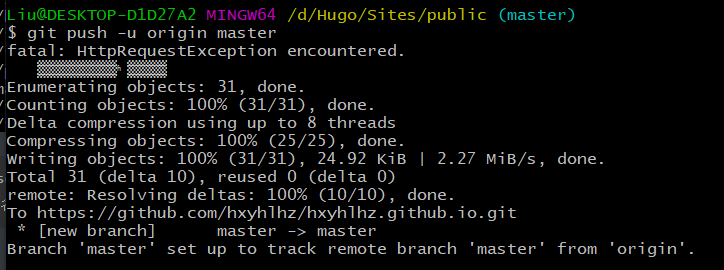 Liu@DESKTOP-D1D27A2 MINGW64 /d/Hugo/Sites/public (master)
$ git push -u origin master
fatal: HttpRequestException encountered.
Enumerating objects: 31, done.
Counting objects: 100% (31/31), done.
Delta compression using up to 8 threads
Compressing objects: 100% (25/25), done.
Writing objects: 100% (31/31), 24.92 KiB | 2.27 MiB/s, done.
Total 31 (delta 10), reused 0 (delta 0)
remote: Resolving deltas: 100% (10/10), done.
To https://github.com/hxyhlhz/hxyhlhz.github.io.git
 * [new branch]      master -> master
Branch 'master' set up to track remote branch 'master' from 'origin'.